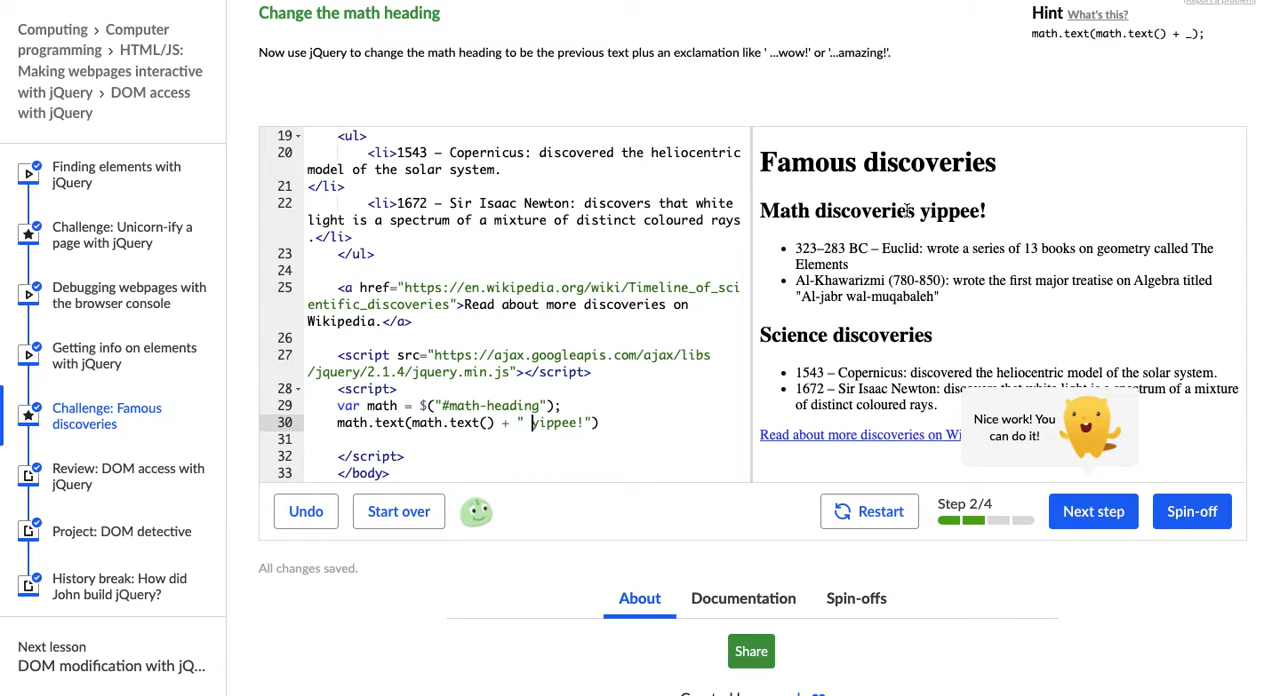 Computing › Computer
programming › HTML/JS:
Making webpages interactive
with jQuery › DOM access
with jQuery
Finding elements with
jQuery
Challenge: Unicorn-ify a
page with jQuery
Debugging webpages with
the browser console
Getting info on elements
with jQuery
Challenge: Famous
discoveries
Review: DOM access with
jQuery
Project: DOM detective
History break: How did
John build jQuery?
Next lesson
DOM modification with jQ...
Change the math heading
Now use jQuery to change the math heading to be the previous text plus an exclamation like ' ...wow!' or '...amazing!'.
(Report a problem)
Hint What's this?
math.text(math.text() + _);
19 <ul>
20 <li>1543 – Copernicus: discovered the heliocentric
model of the solar system.
21 </li>
22 <li>1672 – Sir Isaac Newton: discovers that white
light is a spectrum of a mixture of distinct coloured rays
.</li>
23 </ul>
24
25 <a href="https://en.wikipedia.org/wiki/Timeline_of_sci
entific_discoveries">Read about more discoveries on
Wikipedia.</a>
26
27 <script src="https://ajax.googleapis.com/ajax/libs
/jquery/2.1.4/jquery.min.js"></script>
28 <script>
29 var math = $("#math-heading");
30 math.text(math.text() + " yippee!")
31
32 </script>
33 </body>
Famous discoveries
Math discoveries yippee!
• 323–283 BC – Euclid: wrote a series of 13 books on geometry called The
Elements
• Al-Khawarizmi (780-850): wrote the first major treatise on Algebra titled
"Al-jabr wal-muqabaleh"
Science discoveries
• 1543 – Copernicus: discovered the heliocentric model of the solar system.
• 1672 – Sir Isaac Newton: discovers that white light is a spectrum of a mixture
of distinct coloured rays.
Read about more discoveries on Wi
Nice work! You
can do it!
Undo
Start over
Restart
Step 2/4
Next step
Spin-off
All changes saved.
About
Documentation
Spin-offs
Share